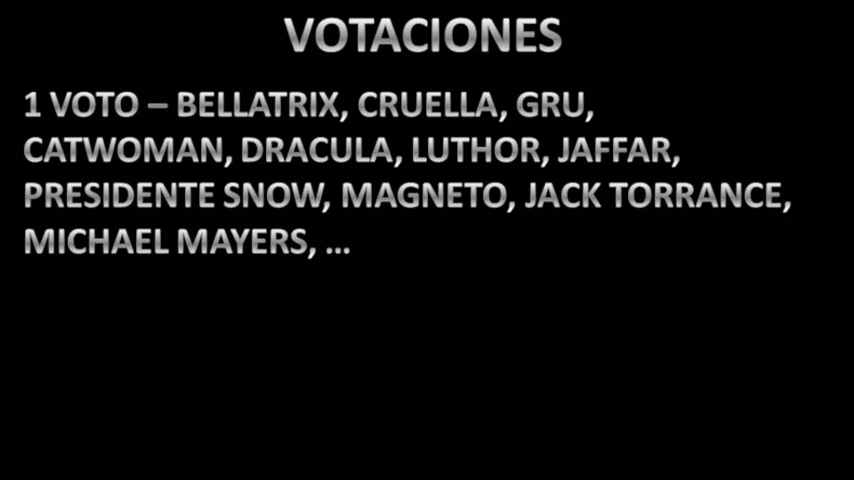 VOTACIONES
1 VOTO – BELLATRIX, CRUELLA, GRU,
CATWOMAN, DRACULA, LUTHOR, JAFFAR,
PRESIDENTE SNOW, MAGNETO, JACK TORRANCE,
MICHAEL MAYERS, ...